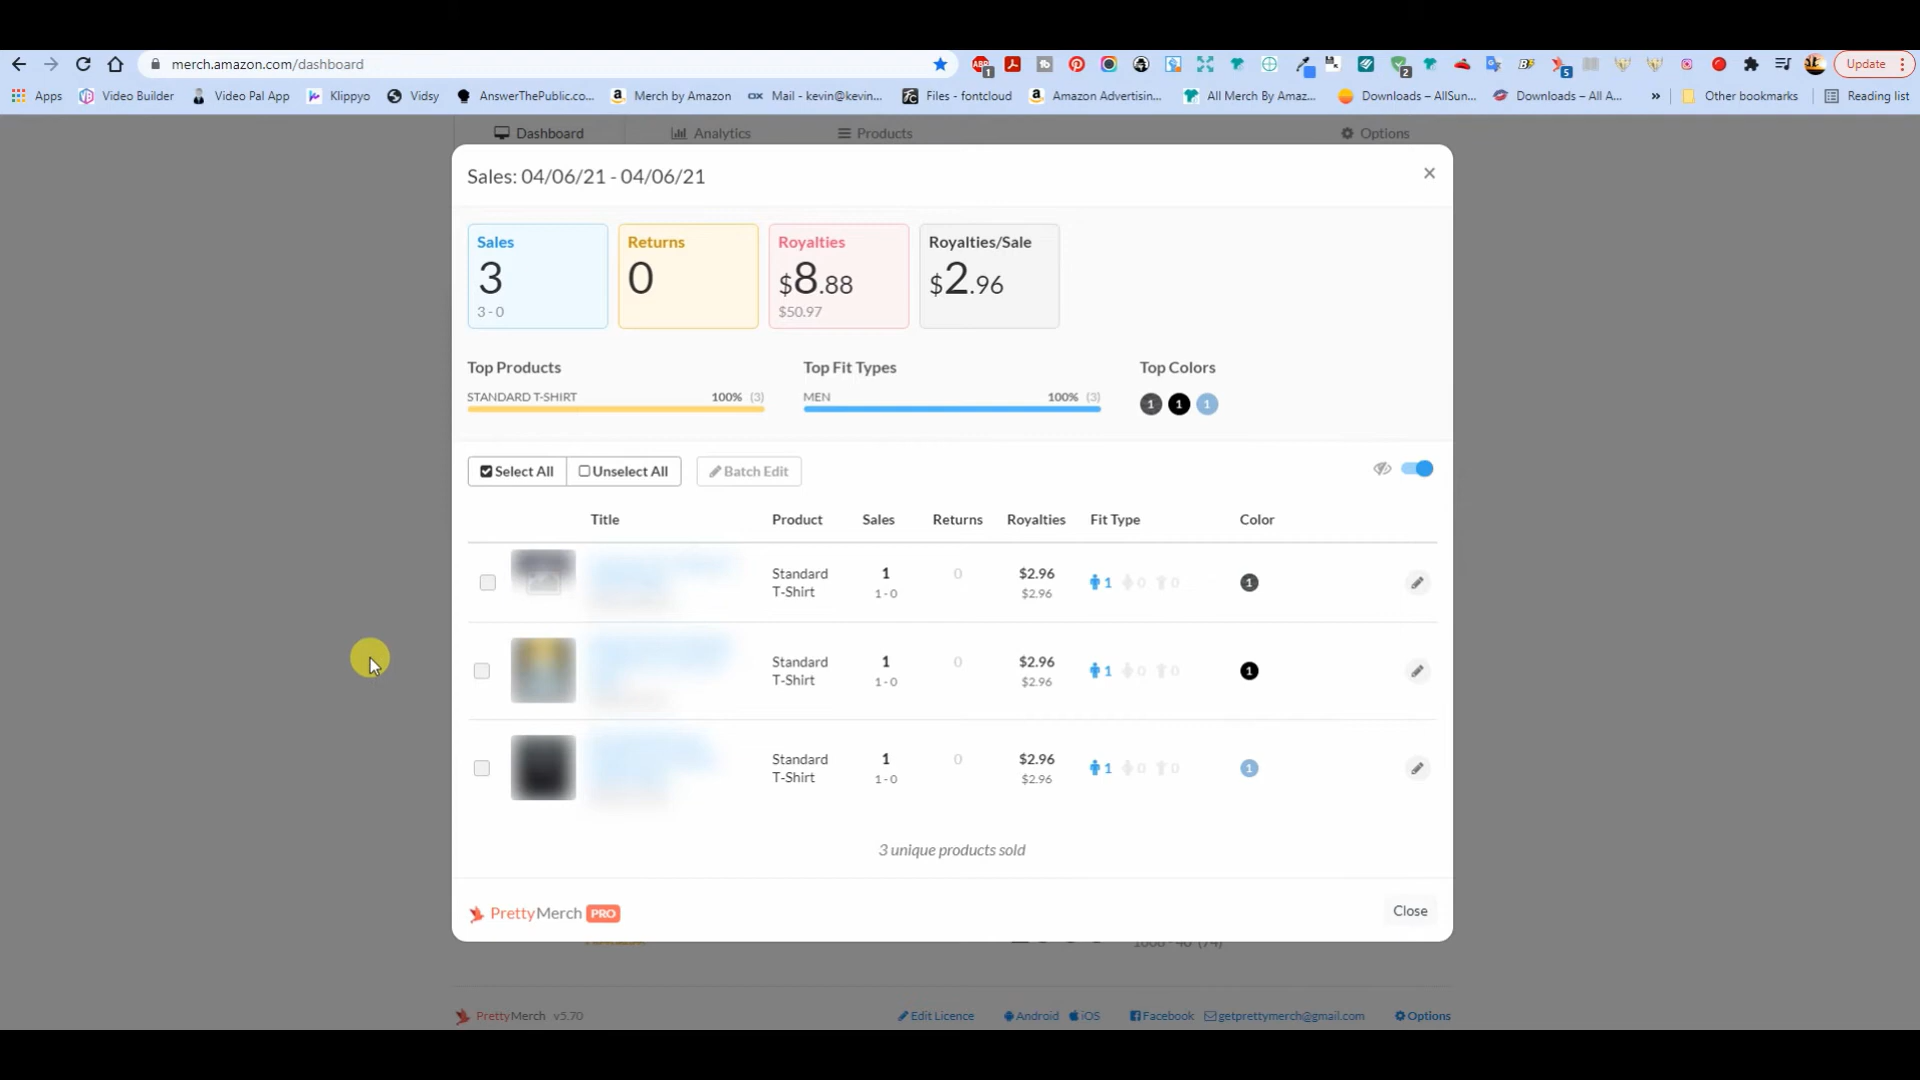 merch.amazon.com/dashboard
Update
Apps
Video Builder
Video Pal App
Klippyo
Vidsy
AnswerThePublic.co...
Merch by Amazon
Mail - kevin@kevin...
Files - fontcloud
Amazon Advertisin...
All Merch By Amaz...
Downloads – AllSun...
Downloads – All A...
»
Other bookmarks
Reading list
Dashboard
Analytics
Products
Options
Sales: 04/06/21 - 04/06/21
×
Sales
3
3 - 0
Returns
0
Royalties
$8.88
$50.97
Royalties/Sale
$2.96
Top Products
STANDARD T-SHIRT 100% (3)
Top Fit Types
MEN 100% (3)
Top Colors
1 1 1
Select All
Unselect All
Batch Edit
Title Product Sales Returns Royalties Fit Type Color
Standard T-Shirt
1
1 - 0
0
$2.96
$2.96
1 0 0
1
Standard T-Shirt
1
1 - 0
0
$2.96
$2.96
1 0 0
1
Standard T-Shirt
1
1 - 0
0
$2.96
$2.96
1 0 0
1
3 unique products sold
PrettyMerch PRO
Close
PrettyMerch v5.70
Edit Licence
Android
iOS
Facebook
getprettymerch@gmail.com
Options